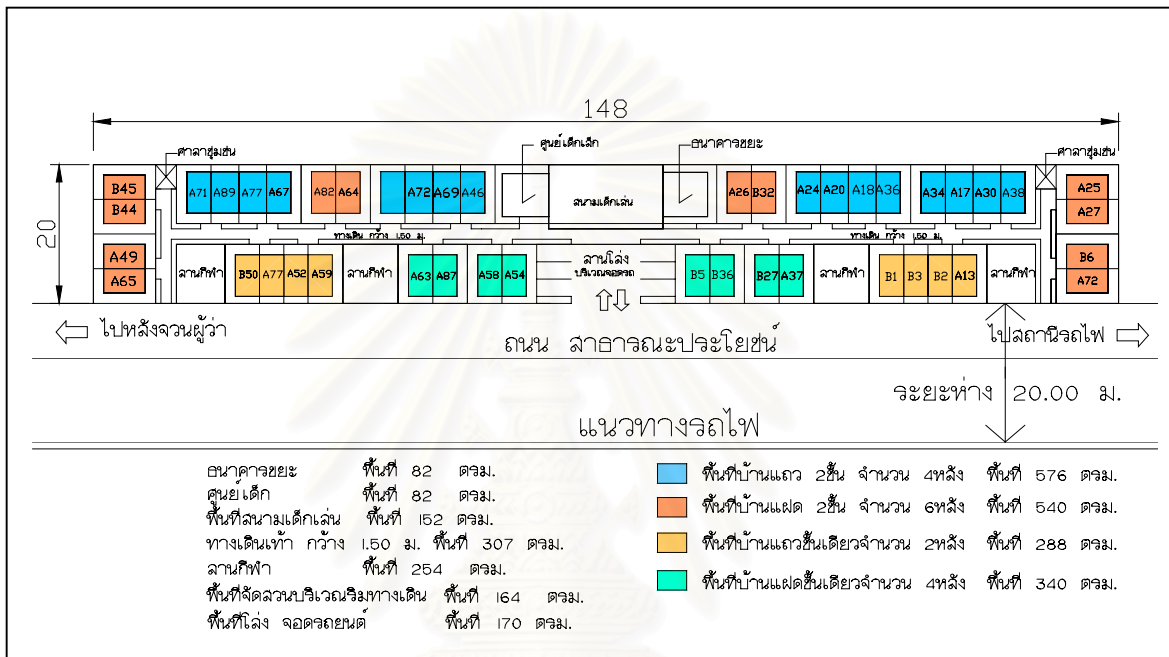 148
ศูนย์เด็กเล็ก
ธนาคารขยะ
ศาลาชุมชน
ศาลาชุมชน
20
B45
B44
A71 A89 A77 A67
A82 A64
A72 A69 A46
สนามเด็กเล่น
A26 B32
A24 A20 A18 A36
A34 A17 A30 A38
A25
A27
ทางเดิน กว้าง 1.50 ม.
ทางเดิน กว้าง 1.50 ม.
A49
A65
ลานกีฬา
B50 A77 A52 A59
ลานกีฬา
A63 A87
A58 A54
ลานโล่ง
บริเวณจอดรถ
B5 B36
B27 A37
ลานกีฬา
B1 B3 B2 A13
ลานกีฬา
B6
A72
ไปหลังจวนผู้ว่า
ถนน สาธารณะประโยชน์
ไปสถานีรถไฟ
ระยะห่าง 20.00 ม.
แนวทางรถไฟ
ธนาคารขยะ พื้นที่ 82 ตรม.
ศูนย์เด็ก พื้นที่ 82 ตรม.
พื้นที่สนามเด็กเล่น พื้นที่ 152 ตรม.
ทางเดินเท้า กว้าง 1.50 ม. พื้นที่ 307 ตรม.
ลานกีฬา พื้นที่ 254 ตรม.
พื้นที่จัดสวนบริเวณริมทางเดิน พื้นที่ 164 ตรม.
พื้นที่โล่ง จอดรถยนต์ พื้นที่ 170 ตรม.
พื้นที่บ้านแถว 2ชั้น จำนวน 4หลัง พื้นที่ 576 ตรม.
พื้นที่บ้านแฝด 2ชั้น จำนวน 6หลัง พื้นที่ 540 ตรม.
พื้นที่บ้านแถวชั้นเดียวจำนวน 2หลัง พื้นที่ 288 ตรม.
พื้นที่บ้านแฝดชั้นเดียวจำนวน 4หลัง พื้นที่ 340 ตรม.